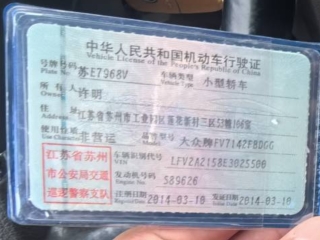 中华人民共和国机动车行驶证
Vehicle License of the People's Republic of China
号牌号码 苏E7968V 车辆类型 小型轿车
Plate No. Vehicle Type
所有人 许明
住址 江苏省苏州市工业园区莲花新村三区53幢106室
使用性质 非营运 品牌型号 大众牌FV7142FBDGG
Use Character
江苏省苏州
市公安局交通
巡逻警察支队
车辆识别代号 LFV2A2158E3025500
VIN
发动机号码 589626
Engine No.
注册日期 2014-03-10 发证日期 2014-03-10